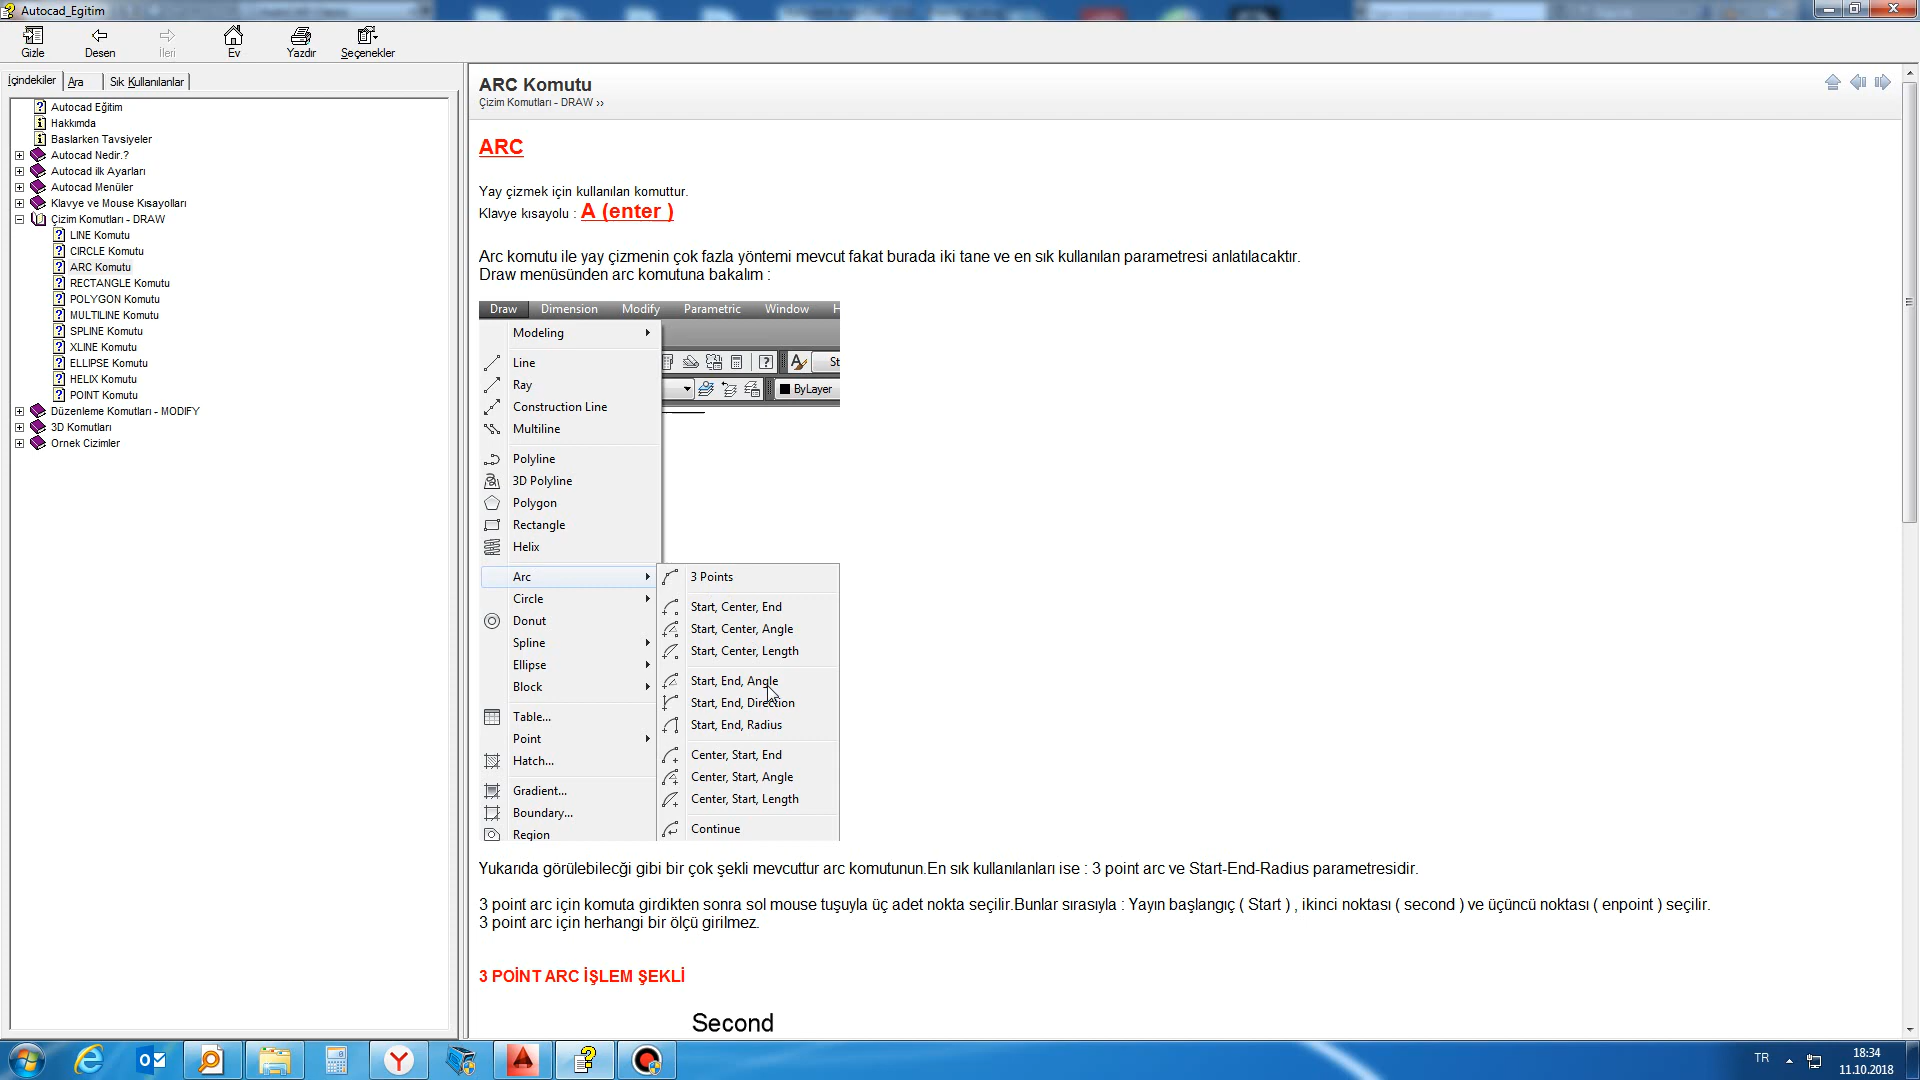 Autocad_Egitim
Gizle
Desen
İleri
Ev
Yazdır
Seçenekler
İçindekiler
Ara
Sık Kullanılanlar
Autocad Eğitim
Hakkımda
Baslarken Tavsiyeler
Autocad Nedir.?
Autocad ilk Ayarları
Autocad Menüler
Klavye ve Mouse Kısayolları
Çizim Komutları - DRAW
LINE Komutu
CIRCLE Komutu
ARC Komutu
RECTANGLE Komutu
POLYGON Komutu
MULTILINE Komutu
SPLINE Komutu
XLINE Komutu
ELLIPSE Komutu
HELIX Komutu
POINT Komutu
Düzenleme Komutları - MODIFY
3D Komutları
Ornek Cizimler
ARC Komutu
Çizim Komutları - DRAW ››
ARC
Yay çizmek için kullanılan komuttur.
Klavye kısayolu : A (enter )
Arc komutu ile yay çizmenin çok fazla yöntemi mevcut fakat burada iki tane ve en sık kullanılan parametresi anlatılacaktır.
Draw menüsünden arc komutuna bakalım :
Draw Dimension Modify Parametric Window H
Modeling
St
Line
Ray
ByLayer
Construction Line
Multiline
Polyline
3D Polyline
Polygon
Rectangle
Helix
Arc
Circle
Donut
Spline
Ellipse
Block
Table...
Point
Hatch...
Gradient...
Boundary...
Region
3 Points
Start, Center, End
Start, Center, Angle
Start, Center, Length
Start, End, Angle
Start, End, Direction
Start, End, Radius
Center, Start, End
Center, Start, Angle
Center, Start, Length
Continue
Yukarıda görülebilecği gibi bir çok şekli mevcuttur arc komutunun.En sık kullanılanları ise : 3 point arc ve Start-End-Radius parametresidir.
3 point arc için komuta girdikten sonra sol mouse tuşuyla üç adet nokta seçilir.Bunlar sırasıyla : Yayın başlangıç ( Start ) , ikinci noktası ( second ) ve üçüncü noktası ( enpoint ) seçilir.
3 point arc için herhangi bir ölçü girilmez.
3 POİNT ARC İŞLEM ŞEKLİ
Second
TR
18:34
11.10.2018